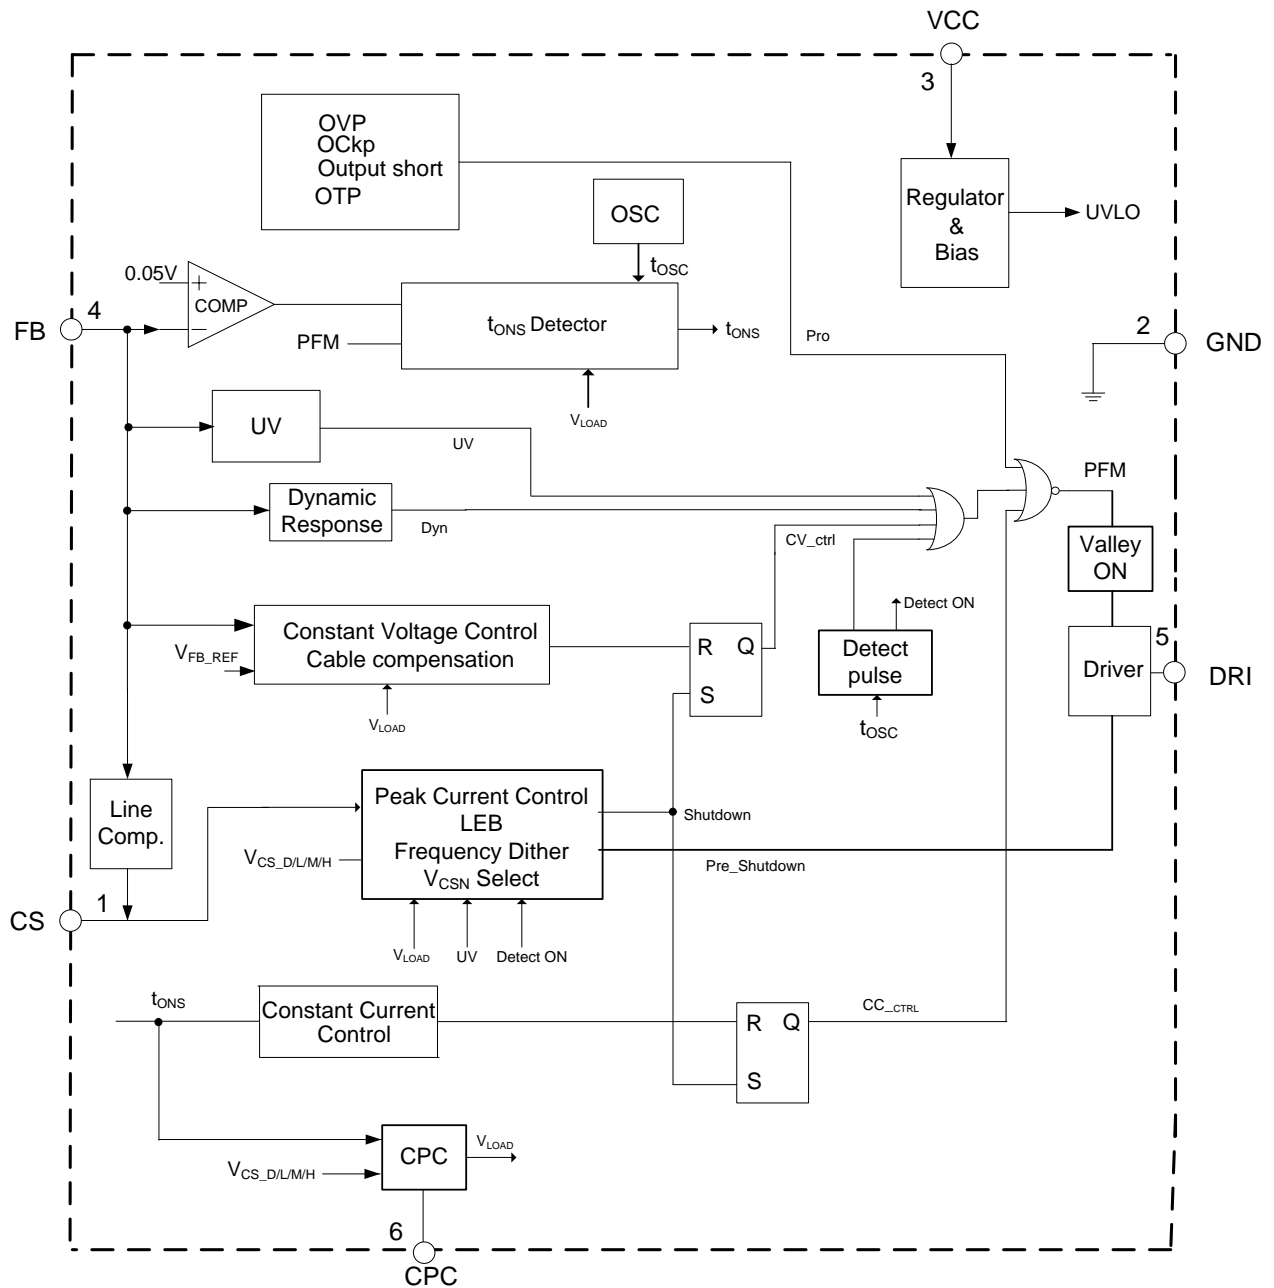 VCC
3
OVP
OCkp
Output short
OTP
OSC
Regulator
&
Bias
UVLO
tOSC
0.05V
+
COMP
−
4
FB
PFM
tONS Detector
tONS
2
GND
Pro
VLOAD
UV
UV
PFM
Dynamic
Response
Dyn
CV_ctrl
Valley
ON
Detect ON
Constant Voltage Control
Cable compensation
VFB_REF
R Q
S
Detect
pulse
5
Driver
DRI
VLOAD
tOSC
Line
Comp.
Peak Current Control
LEB
Frequency Dither
VCSN Select
Shutdown
VCS_D/L/M/H
Pre_Shutdown
1
CS
VLOAD
UV
Detect ON
tONS
Constant Current
Control
R Q
S
CC_CTRL
CPC
VLOAD
VCS_D/L/M/H
6
CPC